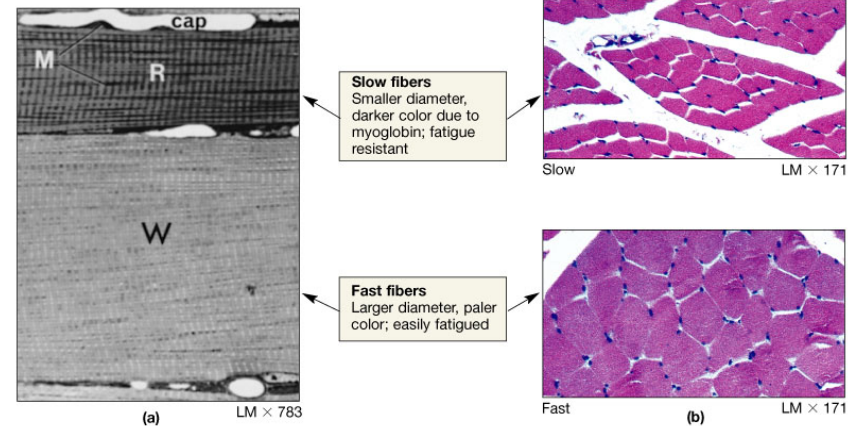 cap
M
R
W
LM × 783
(a)
Slow fibers
Smaller diameter,
darker color due to
myoglobin; fatigue
resistant
Fast fibers
Larger diameter, paler
color; easily fatigued
Slow
LM × 171
Fast
LM × 171
(b)